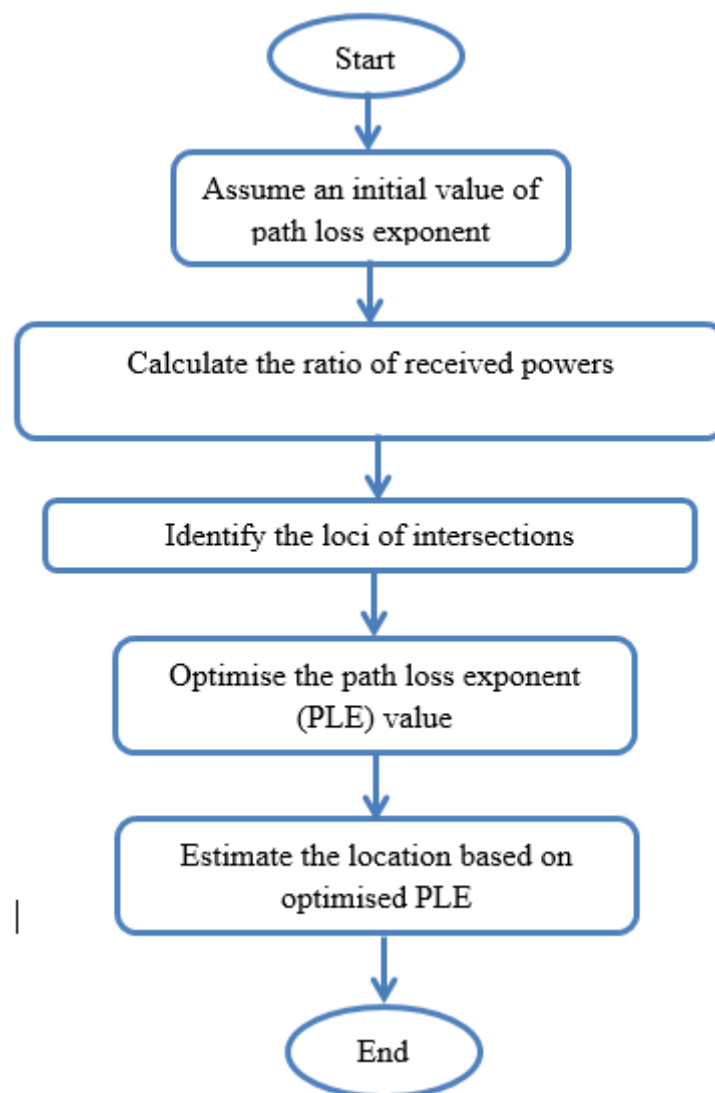 Start
Assume an initial value of
path loss exponent
Calculate the ratio of received powers
Identify the loci of intersections
Optimise the path loss exponent
(PLE) value
Estimate the location based on
optimised PLE
End